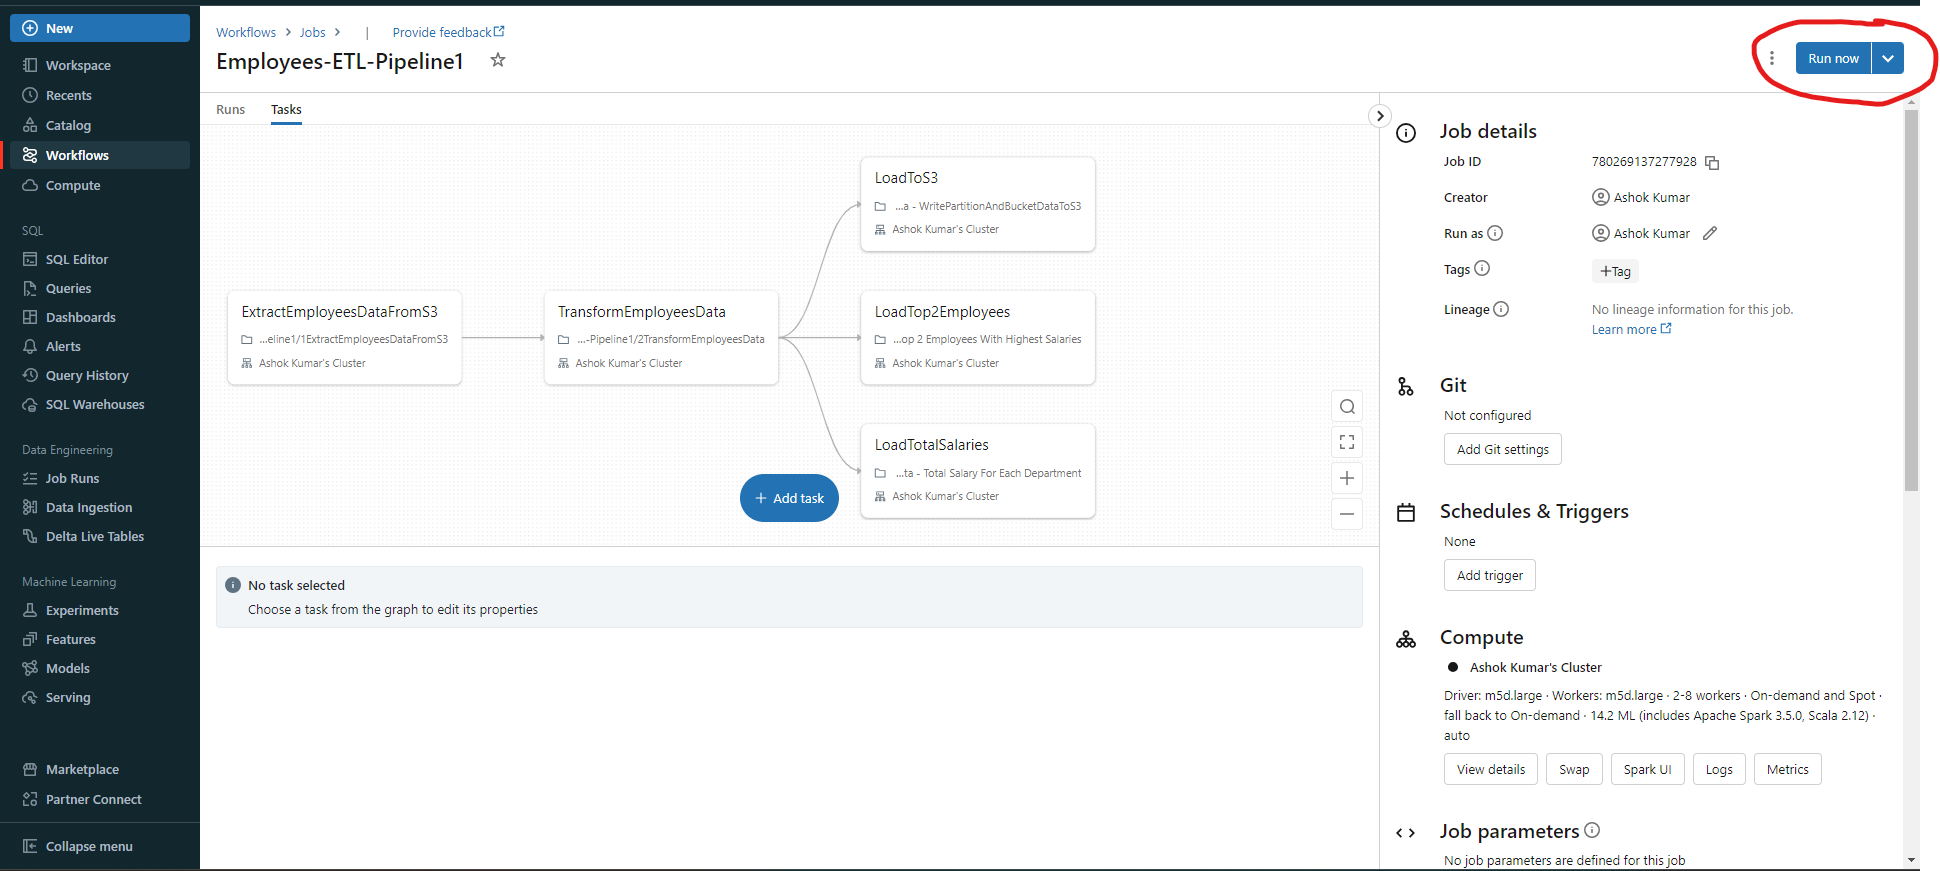 New
Workspace
Recents
Catalog
Workflows
Compute
SQL
SQL Editor
Queries
Dashboards
Alerts
Query History
SQL Warehouses
Data Engineering
Job Runs
Data Ingestion
Delta Live Tables
Machine Learning
Experiments
Features
Models
Serving
Marketplace
Partner Connect
Collapse menu
Workflows > Jobs > | Provide feedback
Employees-ETL-Pipeline1
Run now
Runs Tasks
ExtractEmployeesDataFromS3
...eline1/1ExtractEmployeesDataFromS3
Ashok Kumar's Cluster
TransformEmployeesData
...-Pipeline1/2TransformEmployeesData
Ashok Kumar's Cluster
LoadToS3
...a - WritePartitionAndBucketDataToS3
Ashok Kumar's Cluster
LoadTop2Employees
...op 2 Employees With Highest Salaries
Ashok Kumar's Cluster
LoadTotalSalaries
...ta - Total Salary For Each Department
Ashok Kumar's Cluster
+ Add task
No task selected
Choose a task from the graph to edit its properties
Job details
Job ID 780269137277928
Creator Ashok Kumar
Run as Ashok Kumar
Tags +Tag
Lineage No lineage information for this job.
Learn more
Git
Not configured
Add Git settings
Schedules & Triggers
None
Add trigger
Compute
Ashok Kumar's Cluster
Driver: m5d.large · Workers: m5d.large · 2-8 workers · On-demand and Spot ·
fall back to On-demand · 14.2 ML (includes Apache Spark 3.5.0, Scala 2.12) ·
auto
View details Swap Spark UI Logs Metrics
Job parameters
No job parameters are defined for this job